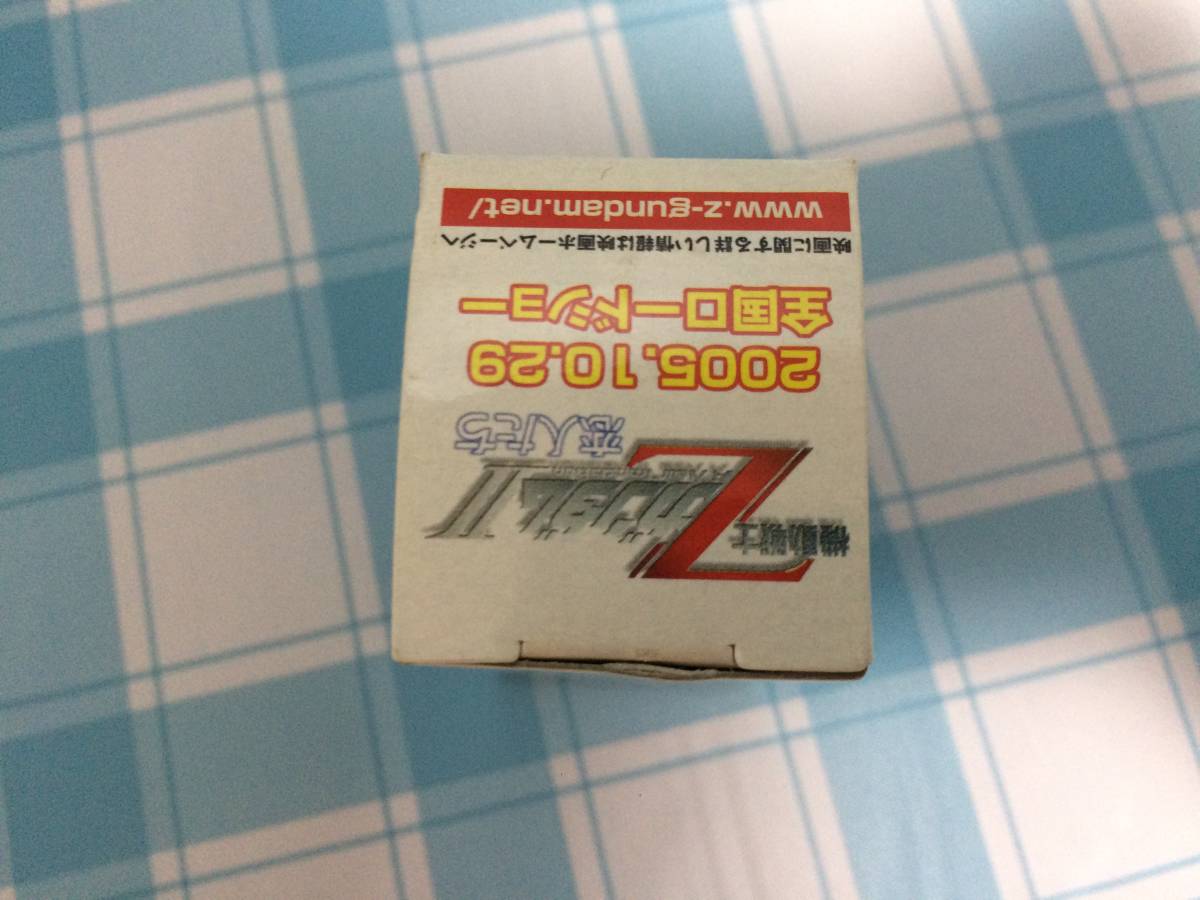 機動戦士
ZガンダムII
恋人たち
2005.10.29
全国ロードショー
映画に関する詳しい情報は映画ホームページへ
www.z-gundam.net/